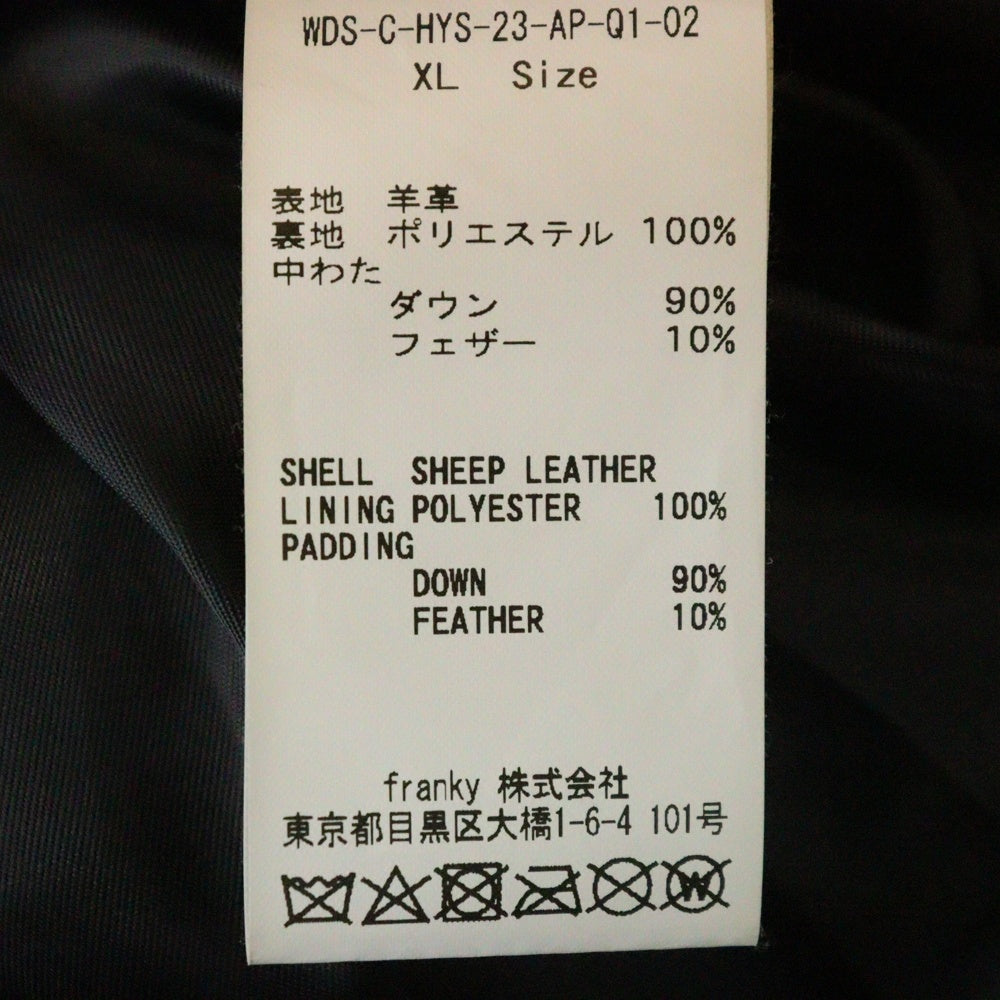 WDS-C-HYS-23-AP-Q1-02
XL Size
表地 羊革
裏地 ポリエステル 100%
中わた
ダウン 90%
フェザー 10%
SHELL SHEEP LEATHER
LINING POLYESTER 100%
PADDING
DOWN 90%
FEATHER 10%
franky 株式会社
東京都目黒区大橋1-6-4 101号
W